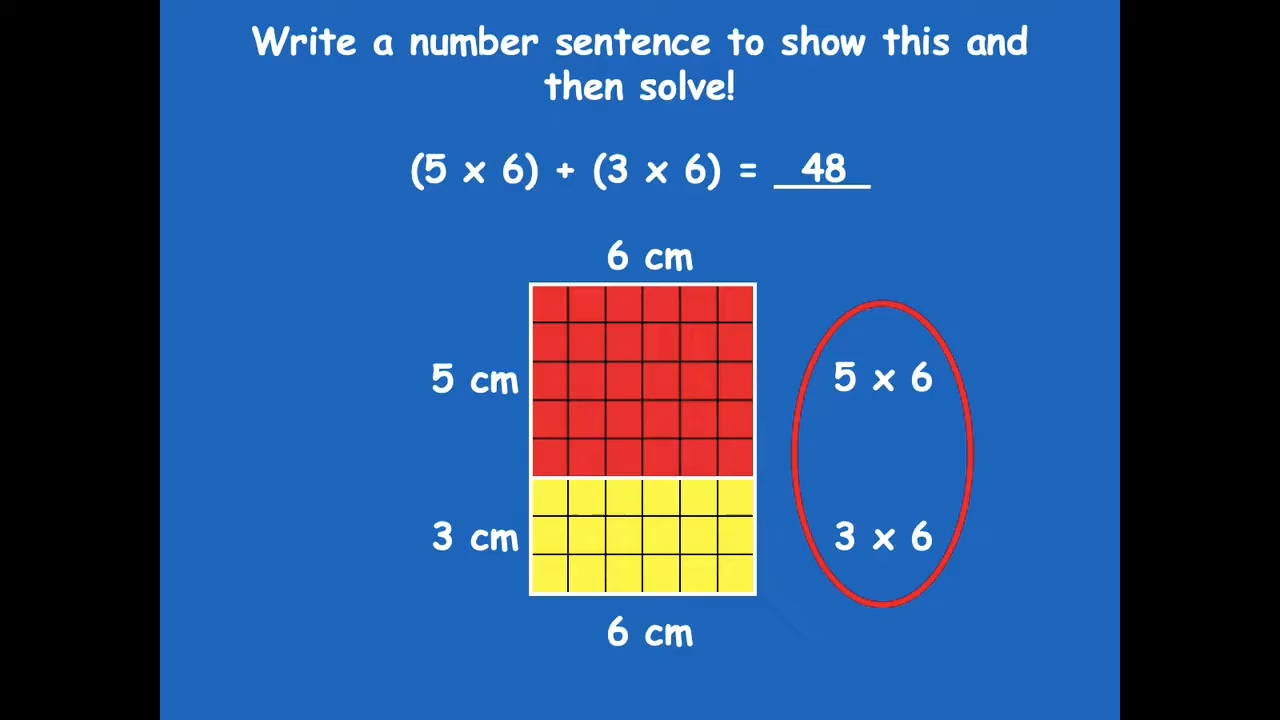 Write a number sentence to show this and
then solve!
(5 x 6) + (3 x 6) = 48
6 cm
5 cm
5 x 6
3 cm
3 x 6
6 cm